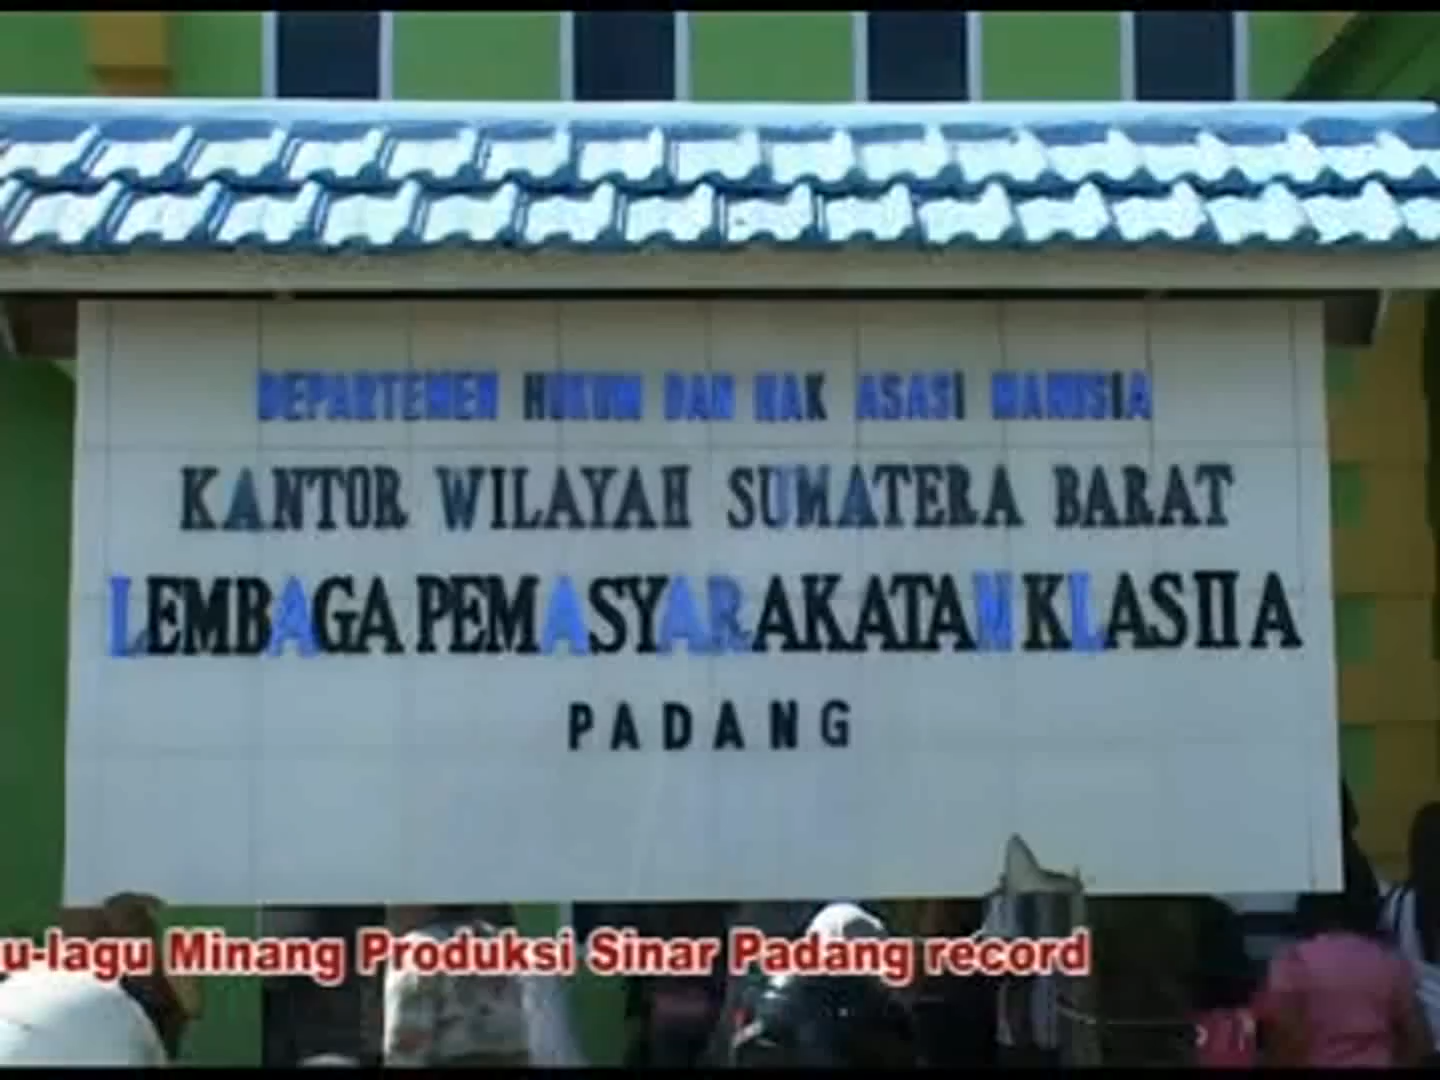 DEPARTEMEN HUKUM DAN HAK ASASI MANUSIA
KANTOR WILAYAH SUMATERA BARAT
LEMBAGA PEMASYARAKATAN KLAS II A
PADANG
u-lagu Minang Produksi Sinar Padang record